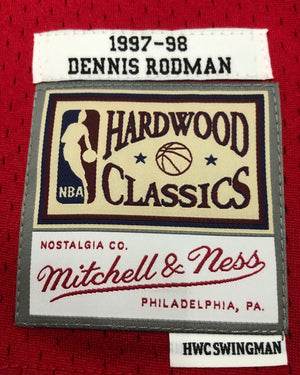 1997-98
DENNIS RODMAN
HARDWOOD
NBA
CLASSICS
NOSTALGIA CO.
Mitchell & Ness
PHILADELPHIA, PA.
HWC SWINGMAN